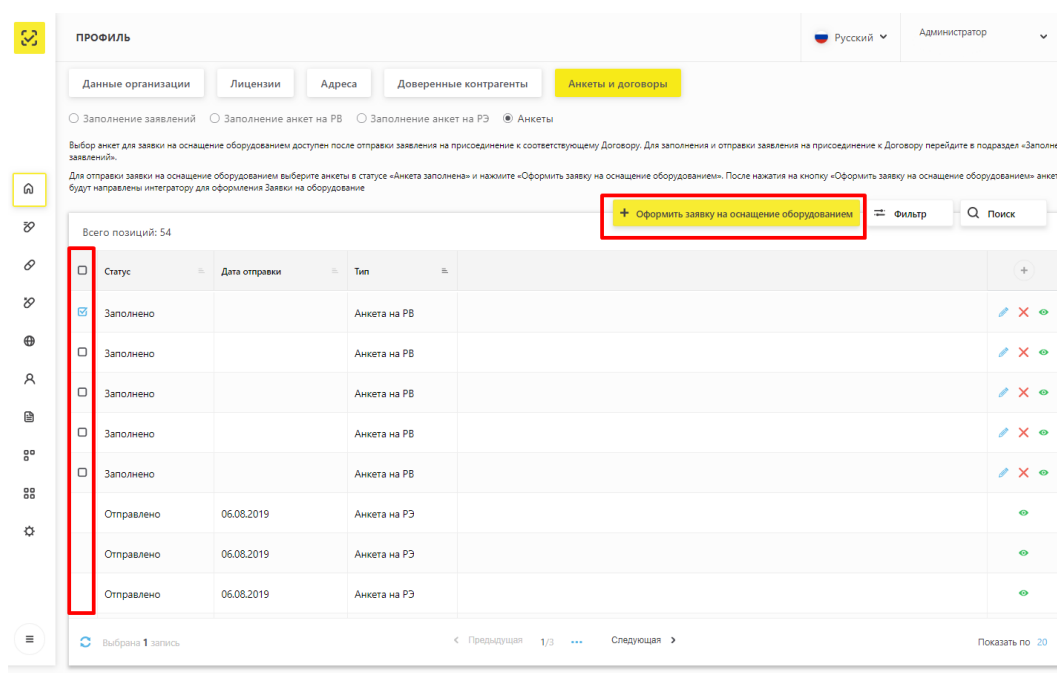 ПРОФИЛЬ
Русский
Администратор
Данные организации
Лицензии
Адреса
Доверенные контрагенты
Анкеты и договоры
Заполнение заявлений
Заполнение анкет на РВ
Заполнение анкет на РЭ
Анкеты
Выбор анкет для заявки на оснащение оборудованием доступен после отправки заявления на присоединение к соответствующему Договору. Для заполнения и отправки заявления на присоединение к Договору перейдите в подраздел «Заполне
заявлений».
Для отправки заявки на оснащение оборудованием выберите анкеты в статусе «Анкета заполнена» и нажмите «Оформить заявку на оснащение оборудованием». После нажатия на кнопку «Оформить заявку на оснащение оборудованием» анкет
будут направлены интегратору для оформления Заявки на оборудование
Всего позиций: 54
+ Оформить заявку на оснащение оборудованием
Фильтр
Поиск
Статус Дата отправки Тип
Заполнено Анкета на РВ
Заполнено Анкета на РВ
Заполнено Анкета на РВ
Заполнено Анкета на РВ
Заполнено Анкета на РВ
Отправлено 06.08.2019 Анкета на РЭ
Отправлено 06.08.2019 Анкета на РЭ
Отправлено 06.08.2019 Анкета на РЭ
Выбрана 1 запись
Предыдущая 1/3 ••• Следующая
Показать по 20